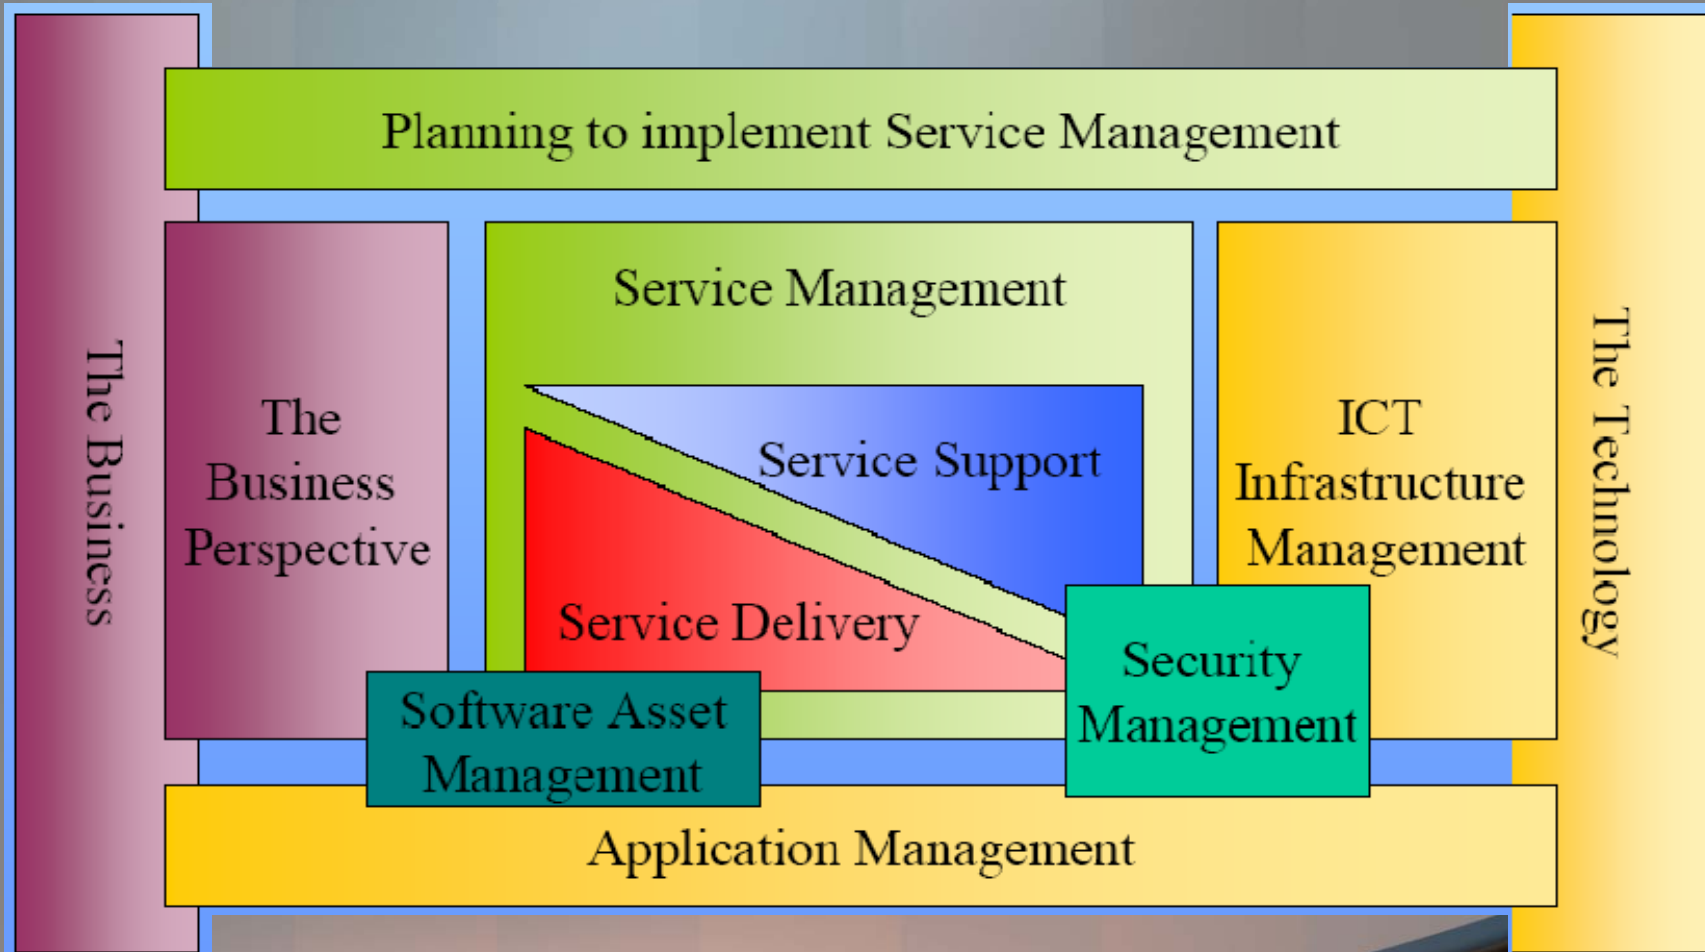 Planning to implement Service Management
The Business
The
Business
Perspective
Service Management
Service Support
Service Delivery
ICT
Infrastructure
Management
The Technology
Software Asset
Management
Security
Management
Application Management